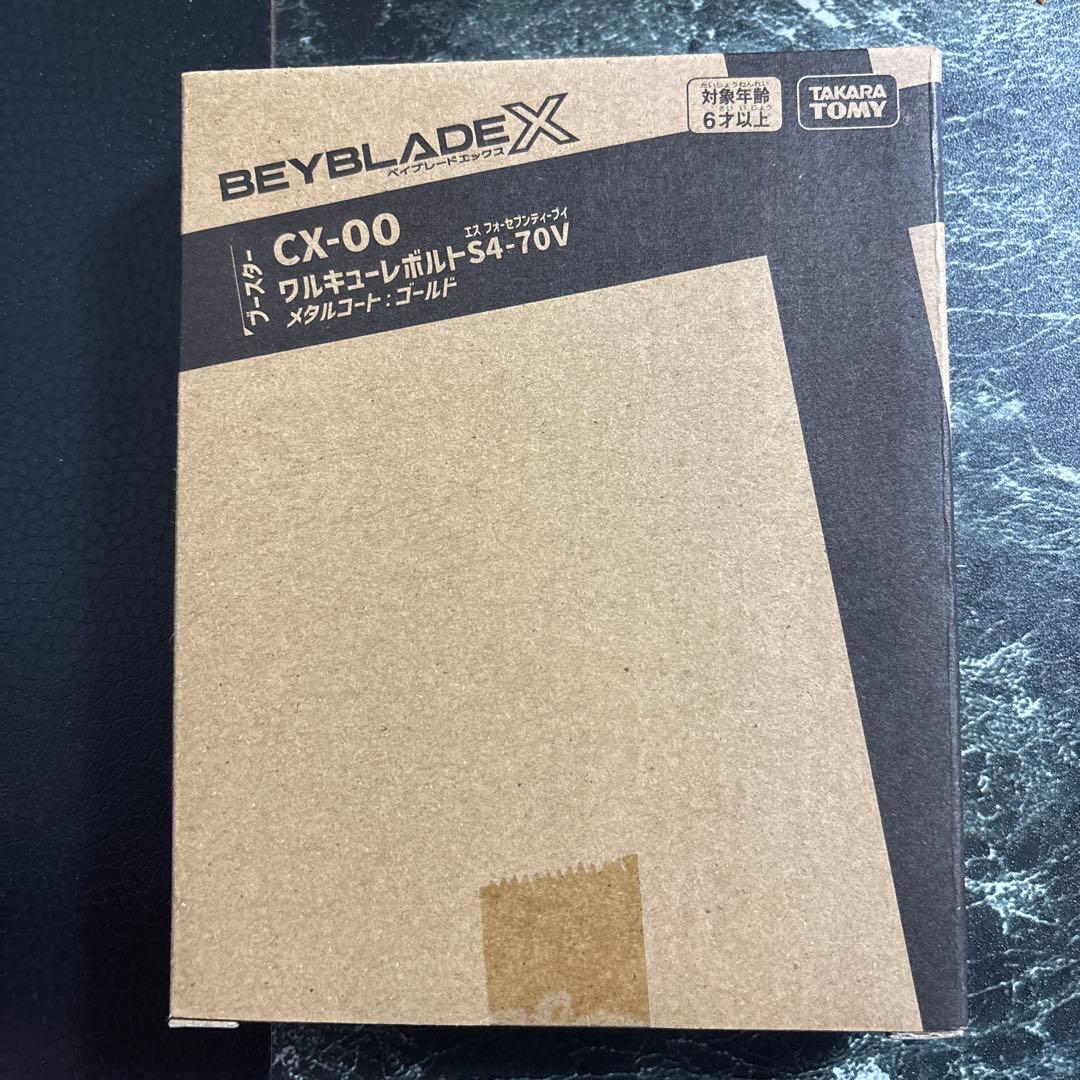 BEYBLADE X
ベイブレードエックス
たいしょうねんれい
対象年齢
さい いじょう
6才以上
TAKARA
TOMY
ブースター
CX-00
エス フォーセブンティーブイ
ワルキューレボルトS4-70V
メタルコート:ゴールド